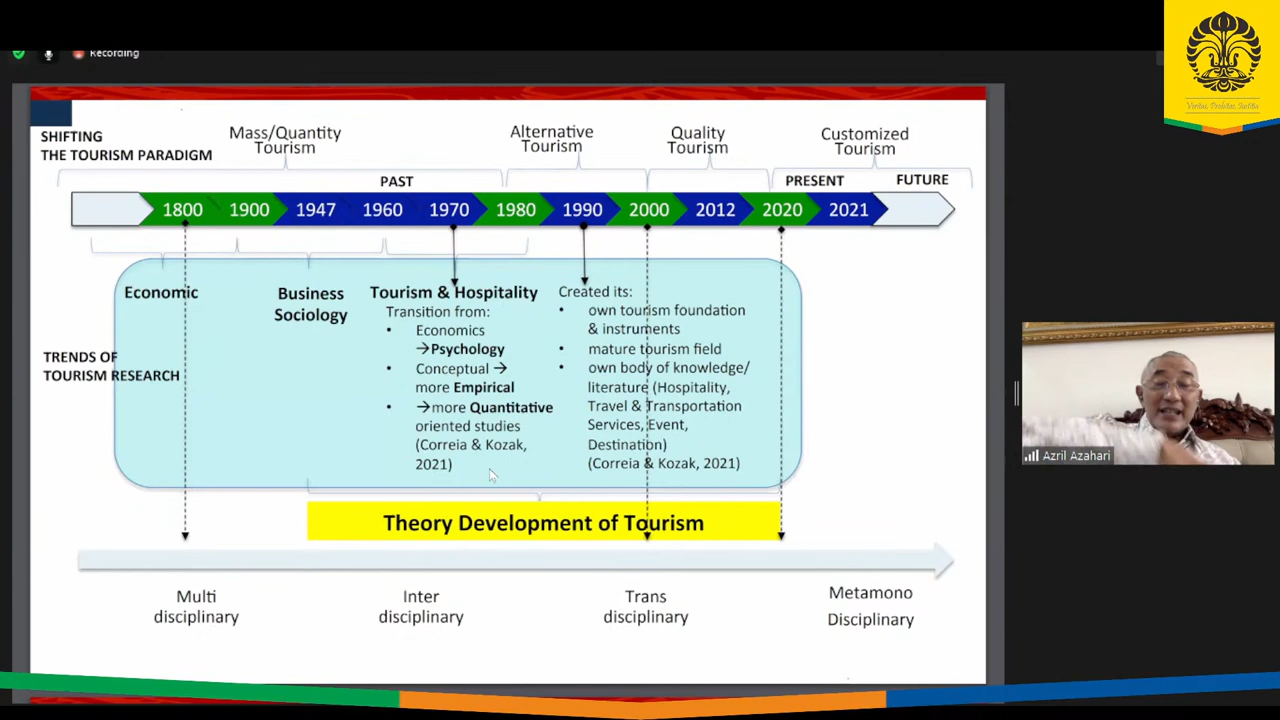 Recording
Veritas, Probitas, Iustitia
SHIFTING
THE TOURISM PARADIGM
Mass/Quantity
Tourism
Alternative
Tourism
Quality
Tourism
Customized
Tourism
PAST
PRESENT
FUTURE
1800 1900 1947 1960 1970 1980 1990 2000 2012 2020 2021
TRENDS OF
TOURISM RESEARCH
Economic
Business
Sociology
Tourism & Hospitality
Transition from:
• Economics
→Psychology
• Conceptual →
more Empirical
• →more Quantitative
oriented studies
(Correia & Kozak,
2021)
Created its:
• own tourism foundation
& instruments
• mature tourism field
• own body of knowledge/
literature (Hospitality,
Travel & Transportation
Services, Event,
Destination)
(Correia & Kozak, 2021)
Azril Azahari
Theory Development of Tourism
Multi
disciplinary
Inter
disciplinary
Trans
disciplinary
Metamono
Disciplinary